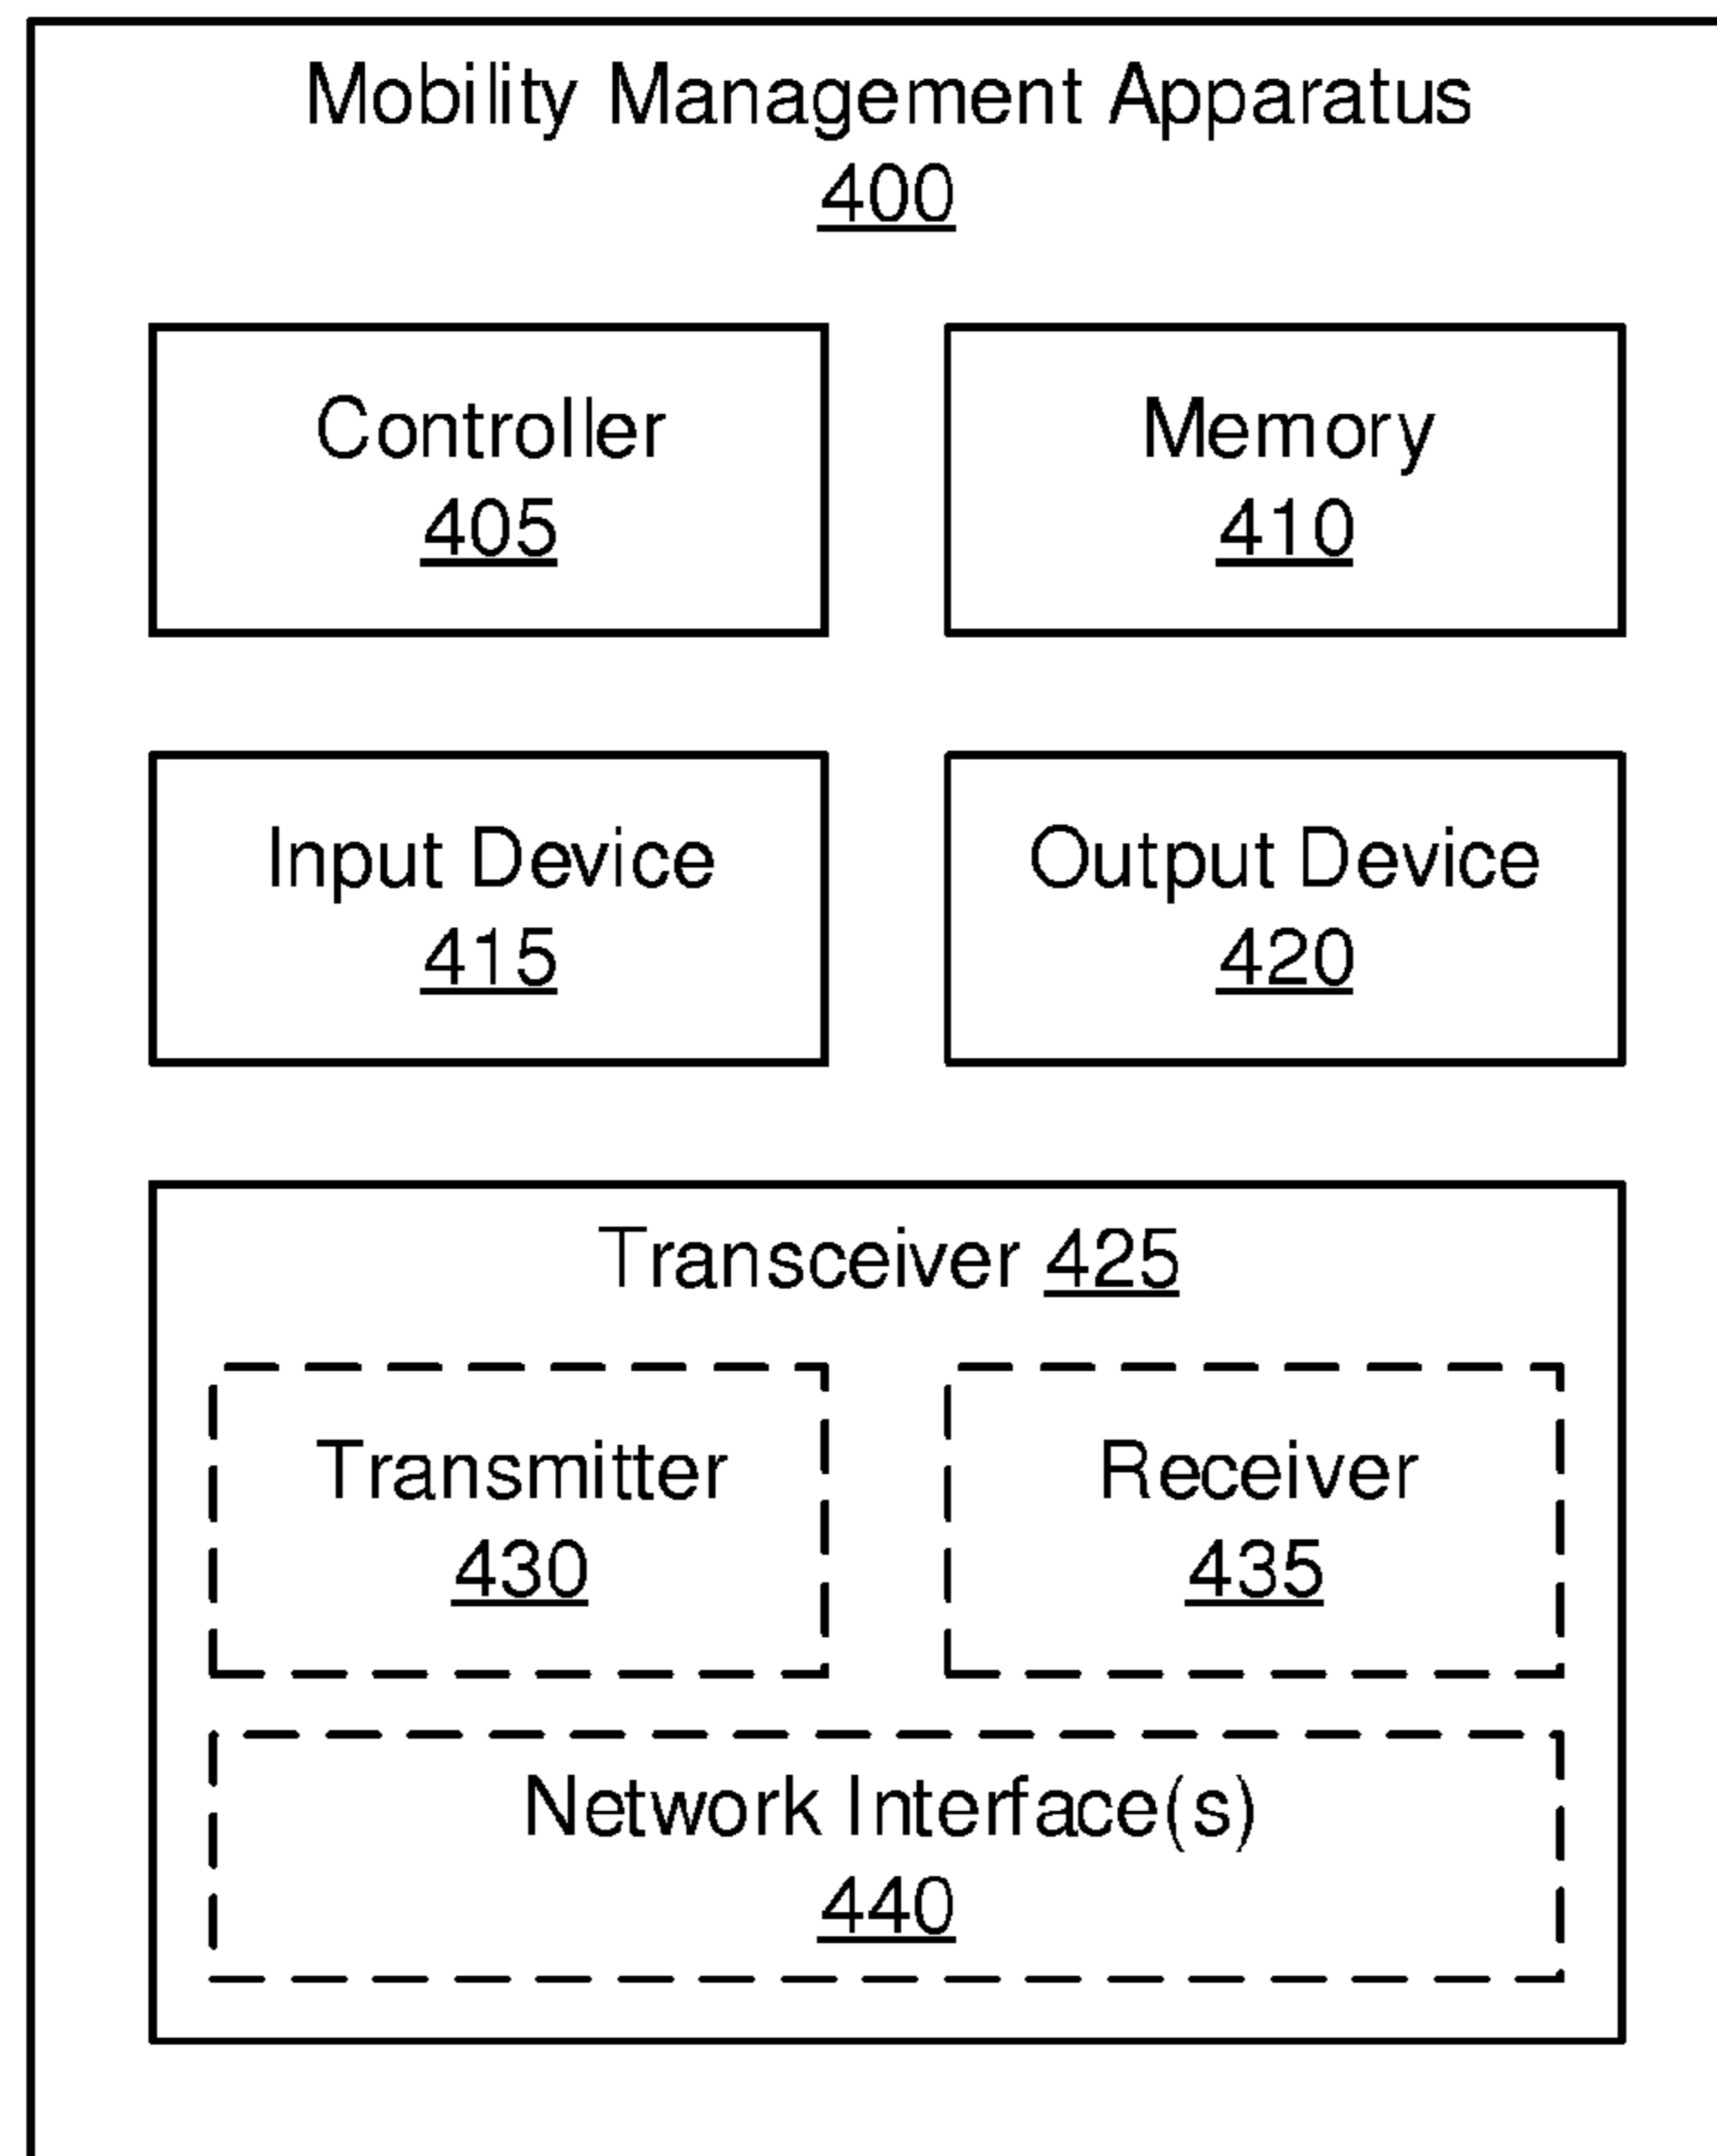 Mobility Management Apparatus
400
Controller
405
Memory
410
Input Device
415
Output Device
420
Transceiver 425
Transmitter
430
Receiver
435
Network Interface(s)
440